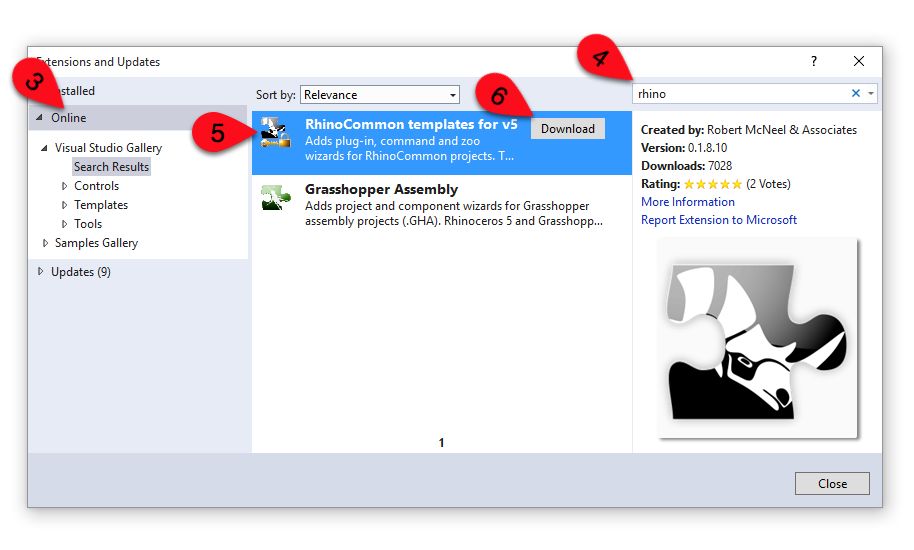 Extensions and Updates
?
3
Installed
Online
Visual Studio Gallery
Search Results
Controls
Templates
Tools
Samples Gallery
Updates (9)
Sort by: Relevance
5
6
RhinoCommon templates for v5
Download
Adds plug-in, command and zoo
wizards for RhinoCommon projects. T...
Grasshopper Assembly
Adds project and component wizards for Grasshopper
assembly projects (.GHA). Rhinoceros 5 and Grasshopp...
1
4
rhino
Created by: Robert McNeel & Associates
Version: 0.1.8.10
Downloads: 7028
Rating: (2 Votes)
More Information
Report Extension to Microsoft
Close